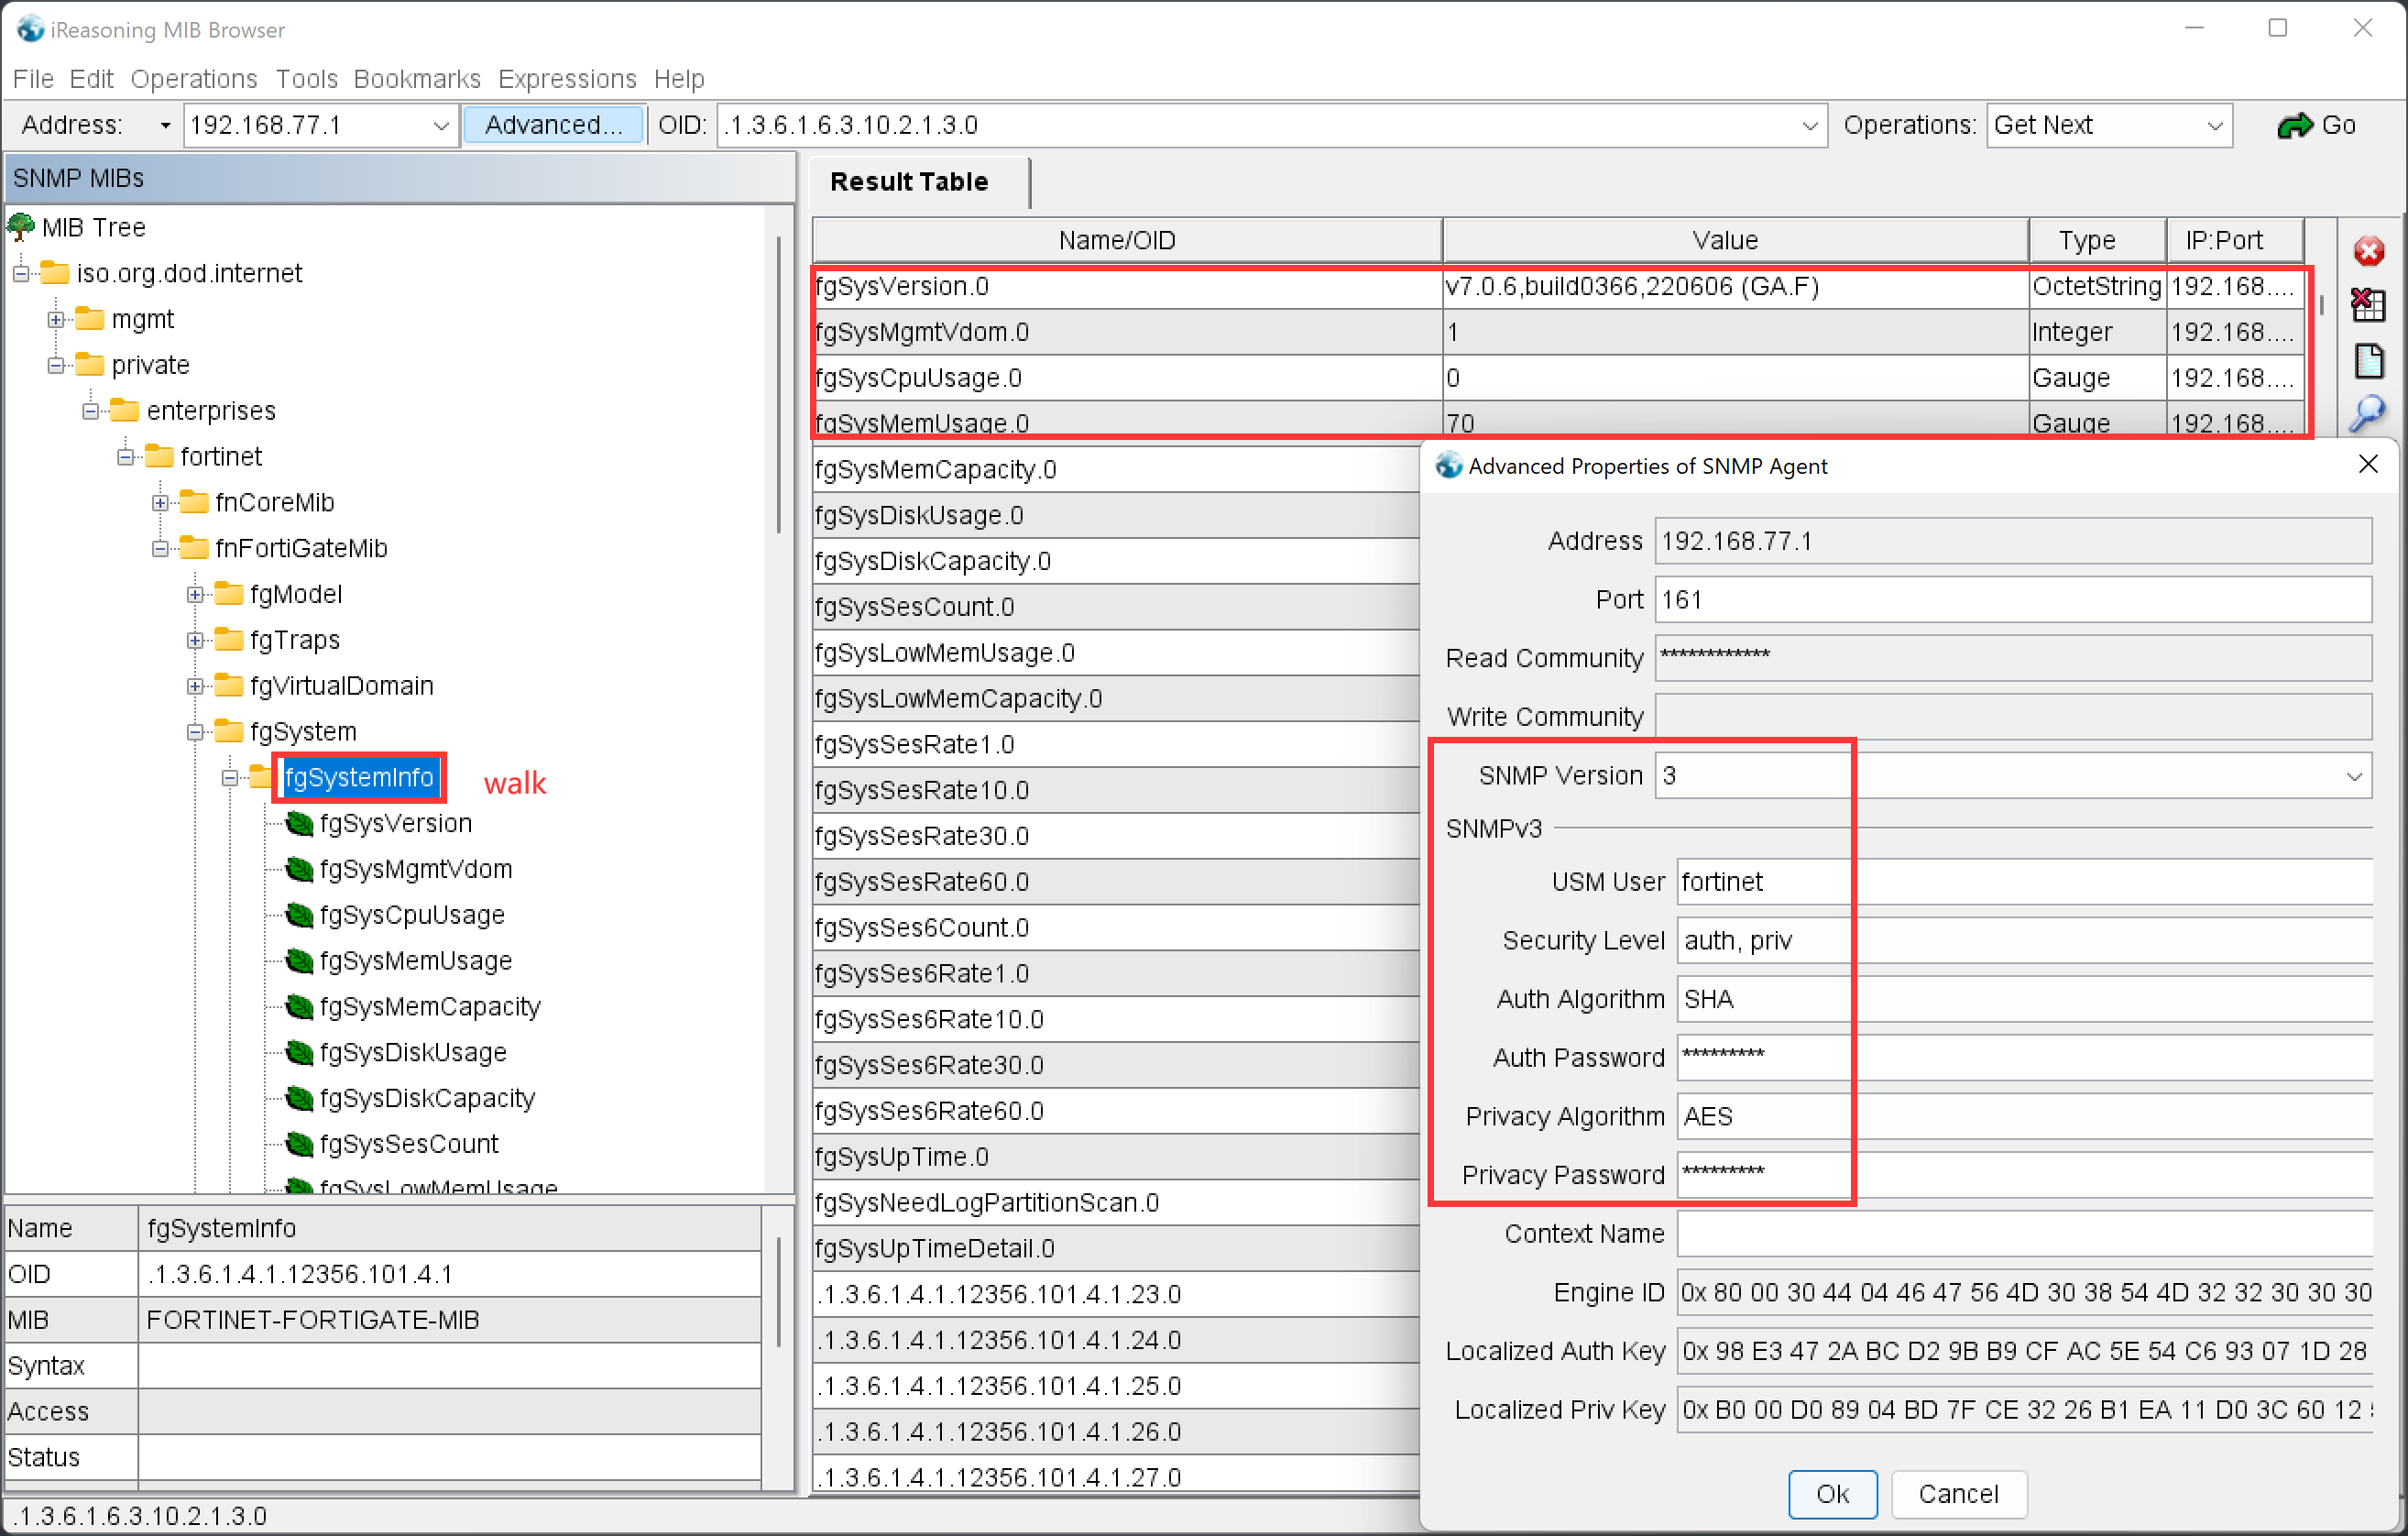 iReasoning MIB Browser
File Edit Operations Tools Bookmarks Expressions Help
Address: 192.168.77.1 Advanced... OID: .1.3.6.1.6.3.10.2.1.3.0 Operations: Get Next Go
SNMP MIBs
MIB Tree
iso.org.dod.internet
mgmt
private
enterprises
fortinet
fnCoreMib
fnFortiGateMib
fgModel
fgTraps
fgVirtualDomain
fgSystem
fgSystemInfo walk
fgSysVersion
fgSysMgmtVdom
fgSysCpuUsage
fgSysMemUsage
fgSysMemCapacity
fgSysDiskUsage
fgSysDiskCapacity
fgSysSesCount
fgSysLowMemUsage
Name fgSystemInfo
OID .1.3.6.1.4.1.12356.101.4.1
MIB FORTINET-FORTIGATE-MIB
Syntax
Access
Status
.1.3.6.1.6.3.10.2.1.3.0
Result Table
Name/OID Value Type IP:Port
fgSysVersion.0 v7.0.6,build0366,220606 (GA.F) OctetString 192.168....
fgSysMgmtVdom.0 1 Integer 192.168....
fgSysCpuUsage.0 0 Gauge 192.168....
fgSysMemUsage.0 70 Gauge 192.168....
fgSysMemCapacity.0
fgSysDiskUsage.0
fgSysDiskCapacity.0
fgSysSesCount.0
fgSysLowMemUsage.0
fgSysLowMemCapacity.0
fgSysSesRate1.0
fgSysSesRate10.0
fgSysSesRate30.0
fgSysSesRate60.0
fgSysSes6Count.0
fgSysSes6Rate1.0
fgSysSes6Rate10.0
fgSysSes6Rate30.0
fgSysSes6Rate60.0
fgSysUpTime.0
fgSysNeedLogPartitionScan.0
fgSysUpTimeDetail.0
.1.3.6.1.4.1.12356.101.4.1.23.0
.1.3.6.1.4.1.12356.101.4.1.24.0
.1.3.6.1.4.1.12356.101.4.1.25.0
.1.3.6.1.4.1.12356.101.4.1.26.0
.1.3.6.1.4.1.12356.101.4.1.27.0
Advanced Properties of SNMP Agent
Address 192.168.77.1
Port 161
Read Community ************
Write Community
SNMP Version 3
SNMPv3
USM User fortinet
Security Level auth, priv
Auth Algorithm SHA
Auth Password *********
Privacy Algorithm AES
Privacy Password *********
Context Name
Engine ID 0x 80 00 30 44 04 46 47 56 4D 30 38 54 4D 32 32 30 30 30
Localized Auth Key 0x 98 E3 47 2A BC D2 9B B9 CF AC 5E 54 C6 93 07 1D 28
Localized Priv Key 0x B0 00 D0 89 04 BD 7F CE 32 26 B1 EA 11 D0 3C 60 12
Ok Cancel